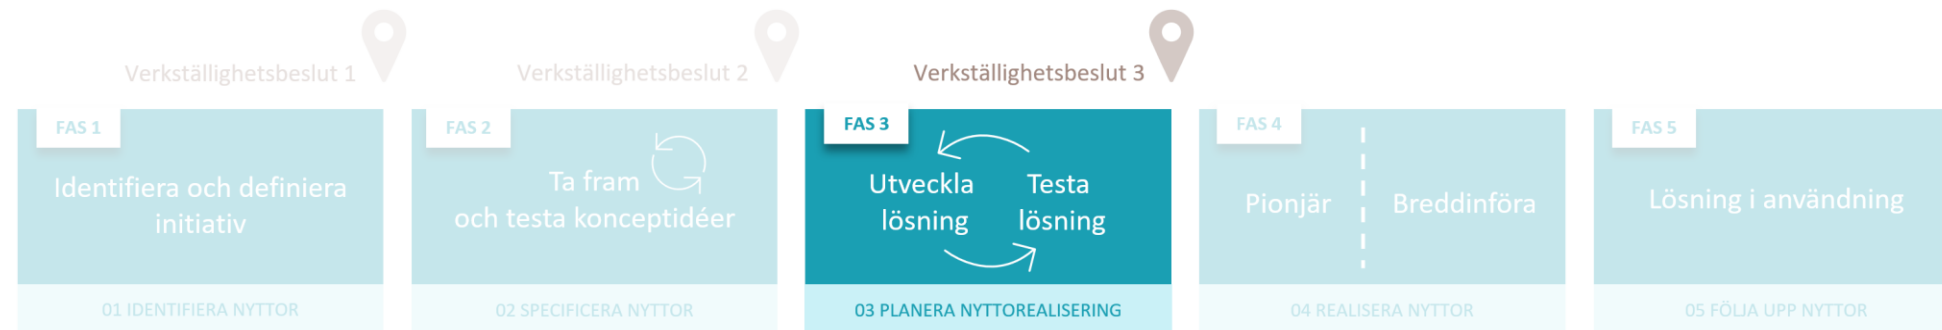 Verkställighetsbeslut 1
Verkställighetsbeslut 2
Verkställighetsbeslut 3
FAS 1
Identifiera och definiera
initiativ
01 IDENTIFIERA NYTTOR
FAS 2
Ta fram
och testa konceptidéer
02 SPECIFICERA NYTTOR
FAS 3
Utveckla
lösning
Testa
lösning
03 PLANERA NYTTOREALISERING
FAS 4
Pionjär
Breddinföra
04 REALISERA NYTTOR
FAS 5
Lösning i användning
05 FÖLJA UPP NYTTOR